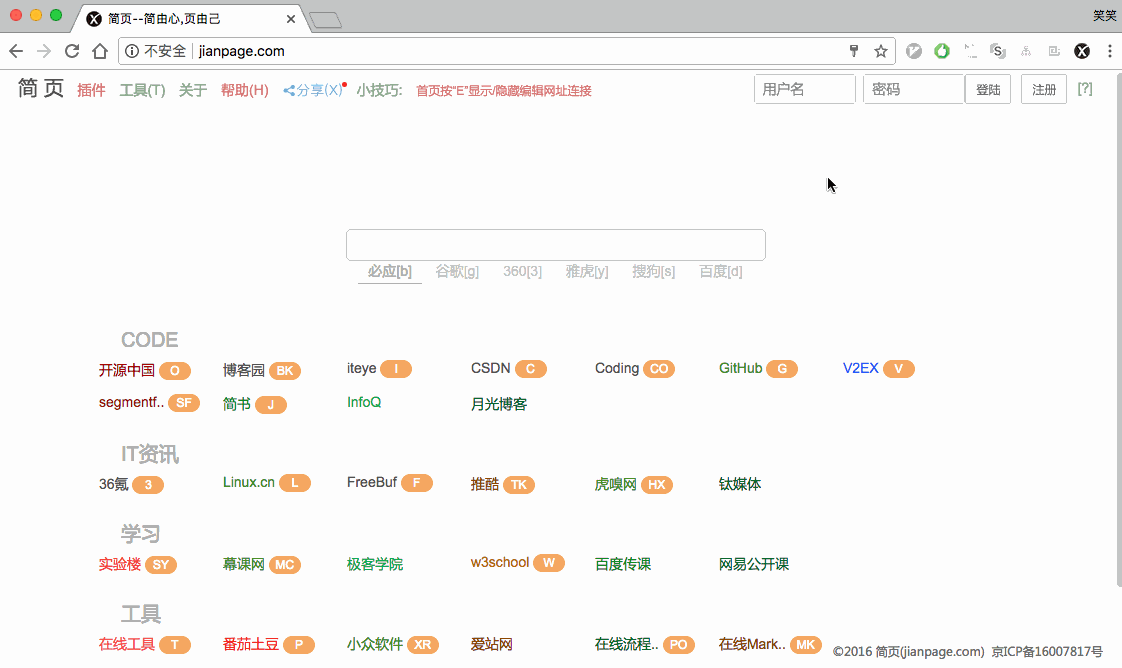 简页--简由心,页由己
笑笑
不安全 jianpage.com
简 页 插件 工具(T) 关于 帮助(H) 分享(X) 小技巧: 首页按"E"显示/隐藏编辑网址连接 用户名 密码 登陆 注册 [?]
必应[b] 谷歌[g] 360[3] 雅虎[y] 搜狗[s] 百度[d]
CODE
开源中国 O 博客园 BK iteye I CSDN C Coding CO GitHub G V2EX V
segmentf.. SF 简书 J InfoQ 月光博客
IT资讯
36氪 3 Linux.cn L FreeBuf F 推酷 TK 虎嗅网 HX 钛媒体
学习
实验楼 SY 幕课网 MC 极客学院 w3school W 百度传课 网易公开课
工具
在线工具 T 番茄土豆 P 小众软件 XR 爱站网 在线流程.. PO 在线Mark.. MK
©2016 简页(jianpage.com) 京ICP备16007817号